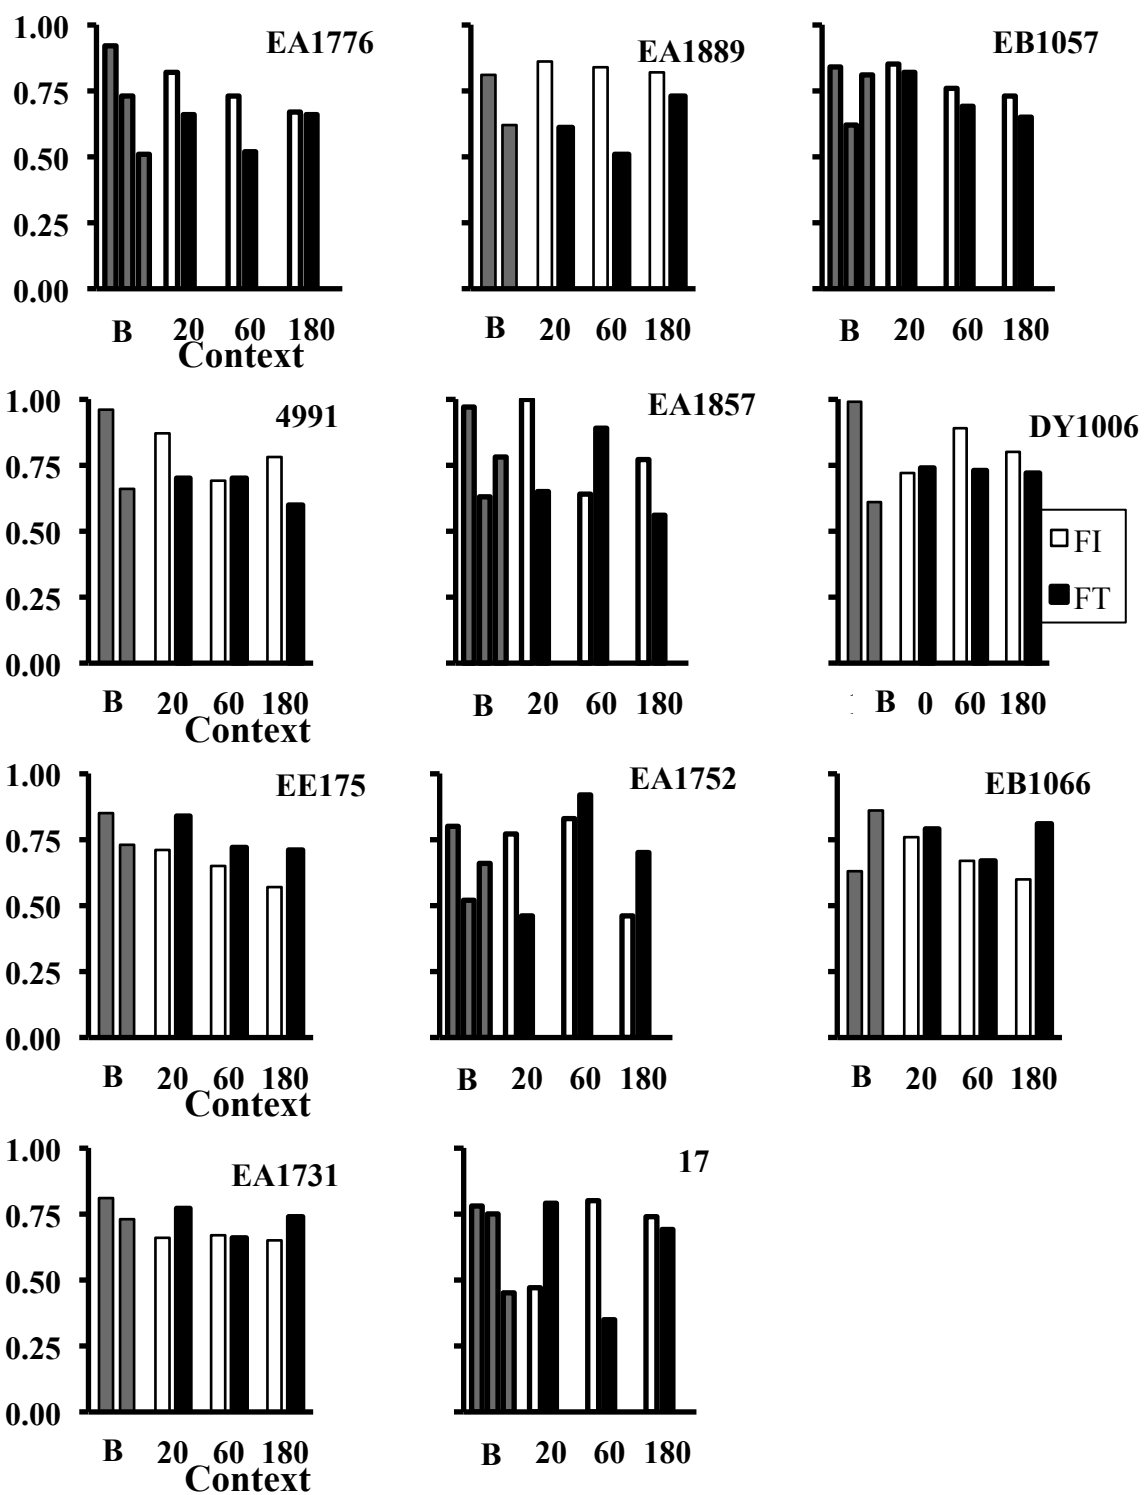 EA1776
1.00
0.75
0.50
0.25
0.00
B 20 60 180
Context
EA1889
B 20 60 180
EB1057
B 20 60 180
4991
1.00
0.75
0.50
0.25
0.00
B 20 60 180
Context
EA1857
B 20 60 180
DY1006
B 0 60 180
FI
FT
EE175
1.00
0.75
0.50
0.25
0.00
B 20 60 180
Context
EA1752
B 20 60 180
EB1066
B 20 60 180
EA1731
1.00
0.75
0.50
0.25
0.00
B 20 60 180
Context
17
B 20 60 180